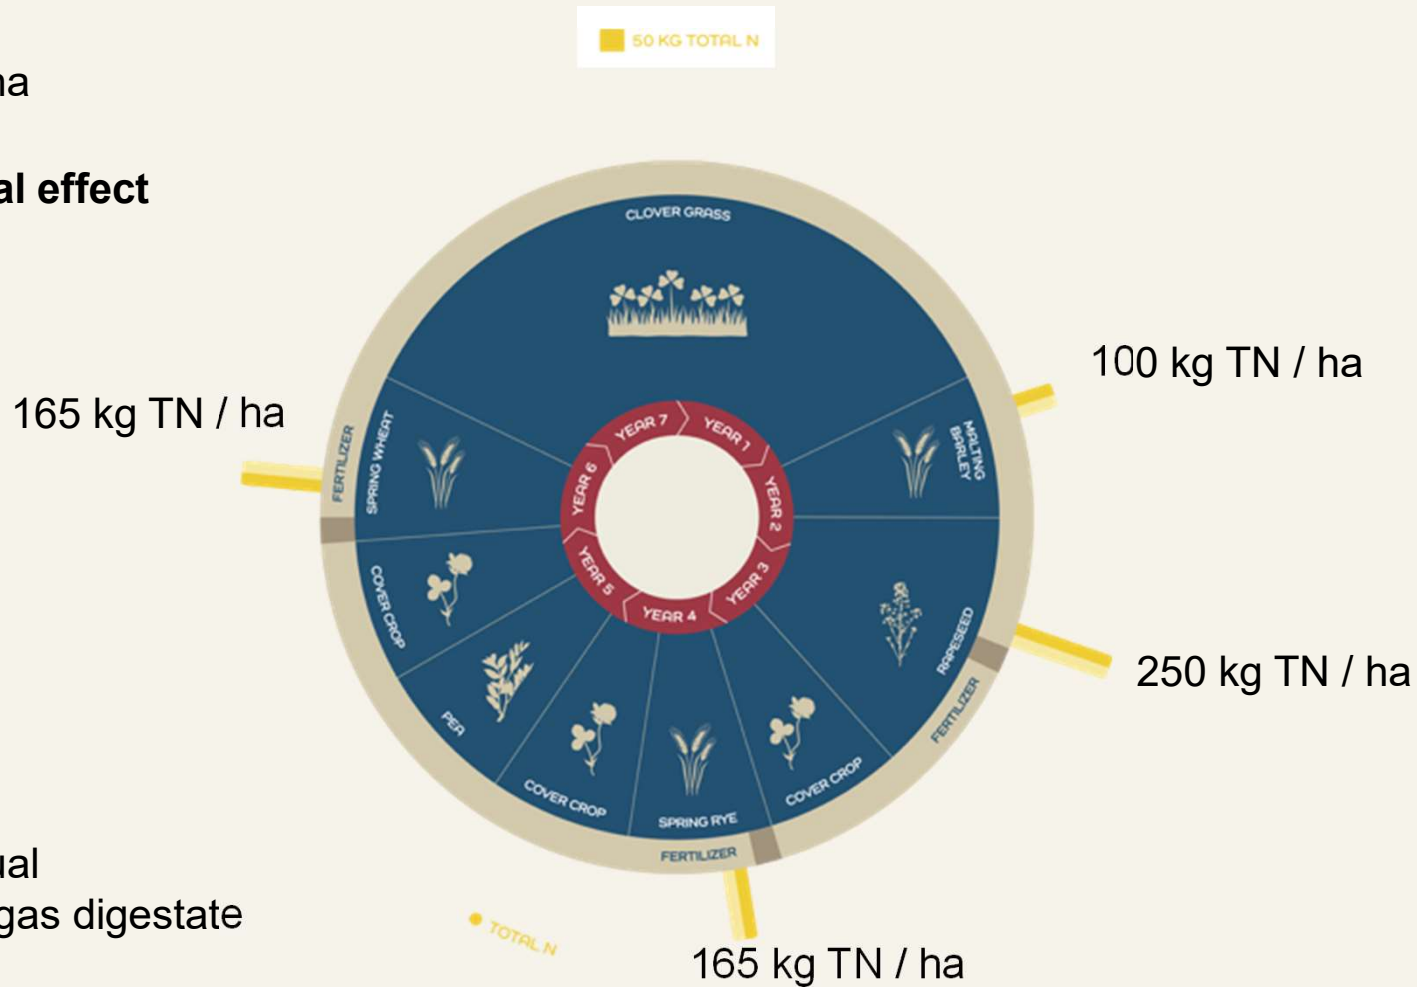 50 KG TOTAL N
ha
al effect
CLOVER GRASS
100 kg TN / ha
165 kg TN / ha
FERTILIZER
SPRING WHEAT
MALTING
BARLEY
YEAR 7
YEAR 1
YEAR 6
YEAR 2
YEAR 5
YEAR 3
YEAR 4
COVER CROP
RAPESEED
250 kg TN / ha
FERTILIZER
PEA
COVER CROP
SPRING RYE
COVER CROP
FERTILIZER
ual
gas digestate
TOTAL N
165 kg TN / ha